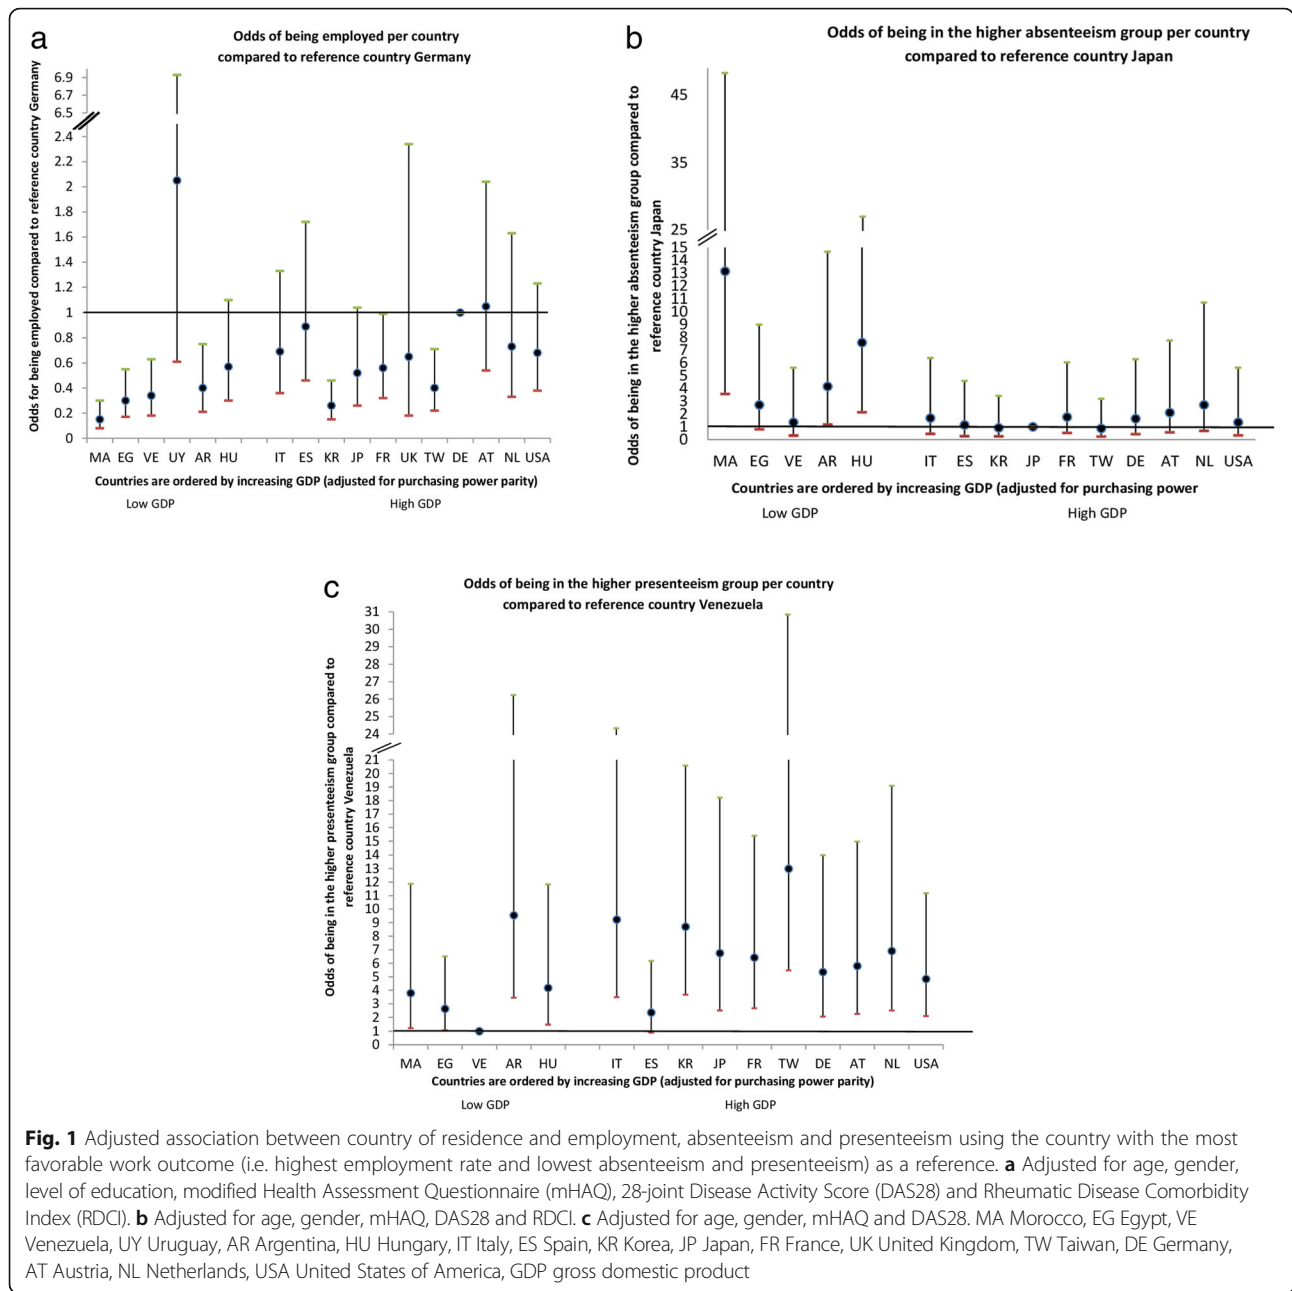 a
Odds of being employed per country
compared to reference country Germany
Odds for being employed compared to reference country Germany
6.9
6.7
6.5
2.4
2.2
2
1.8
1.6
1.4
1.2
1
0.8
0.6
0.4
0.2
0
MA EG VE UY AR HU IT ES KR JP FR UK TW DE AT NL USA
Countries are ordered by increasing GDP (adjusted for purchasing power parity)
Low GDP High GDP
b
Odds of being in the higher absenteeism group per country
compared to reference country Japan
Odds of being in the higher absenteeism group compared to
reference country Japan
45
35
25
15
14
13
12
11
10
9
8
7
6
5
4
3
2
1
0
MA EG VE AR HU IT ES KR JP FR TW DE AT NL USA
Countries are ordered by increasing GDP (adjusted for purchasing power
Low GDP High GDP
c
Odds of being in the higher presenteeism group per country
compared to reference country Venezuela
Odds of being in the higher presenteeism group compared to
reference country Venezuela
31
30
29
28
27
26
25
24
21
20
19
18
17
16
15
14
13
12
11
10
9
8
7
6
5
4
3
2
1
0
MA EG VE AR HU IT ES KR JP FR TW DE AT NL USA
Countries are ordered by increasing GDP (adjusted for purchasing power parity)
Low GDP High GDP
Fig. 1 Adjusted association between country of residence and employment, absenteeism and presenteeism using the country with the most
favorable work outcome (i.e. highest employment rate and lowest absenteeism and presenteeism) as a reference. a Adjusted for age, gender,
level of education, modified Health Assessment Questionnaire (mHAQ), 28-joint Disease Activity Score (DAS28) and Rheumatic Disease Comorbidity
Index (RDCI). b Adjusted for age, gender, mHAQ, DAS28 and RDCI. c Adjusted for age, gender, mHAQ and DAS28. MA Morocco, EG Egypt, VE
Venezuela, UY Uruguay, AR Argentina, HU Hungary, IT Italy, ES Spain, KR Korea, JP Japan, FR France, UK United Kingdom, TW Taiwan, DE Germany,
AT Austria, NL Netherlands, USA United States of America, GDP gross domestic product